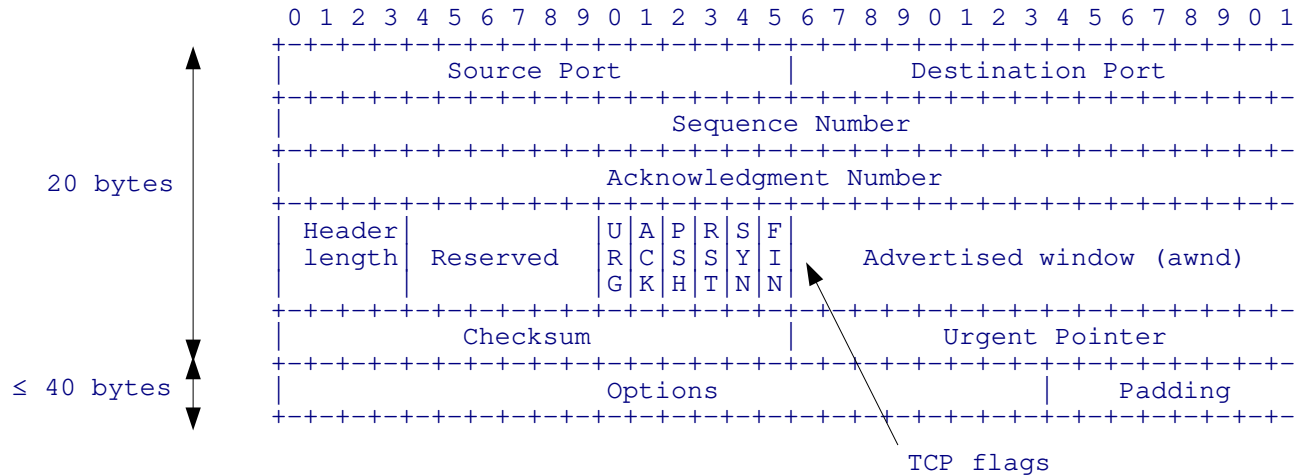 0 1 2 3 4 5 6 7 8 9 0 1 2 3 4 5 6 7 8 9 0 1 2 3 4 5 6 7 8 9 0 1
+-+-+-+-+-+-+-+-+-+-+-+-+-+-+-+-+-+-+-+-+-+-+-+-+-+-+-+-+-+-+-+-
| Source Port | Destination Port
+-+-+-+-+-+-+-+-+-+-+-+-+-+-+-+-+-+-+-+-+-+-+-+-+-+-+-+-+-+-+-+-
| Sequence Number
+-+-+-+-+-+-+-+-+-+-+-+-+-+-+-+-+-+-+-+-+-+-+-+-+-+-+-+-+-+-+-+-
20 bytes | Acknowledgment Number
+-+-+-+-+-+-+-+-+-+-+-+-+-+-+-+-+-+-+-+-+-+-+-+-+-+-+-+-+-+-+-+-
| Header| |U|A|P|R|S|F|
| length| Reserved |R|C|S|S|Y|I| Advertised window (awnd)
| | |G|K|H|T|N|N|
+-+-+-+-+-+-+-+-+-+-+-+-+-+-+-+-+-+-+-+-+-+-+-+-+-+-+-+-+-+-+-+-
| Checksum | Urgent Pointer
+-+-+-+-+-+-+-+-+-+-+-+-+-+-+-+-+-+-+-+-+-+-+-+-+-+-+-+-+-+-+-+-
≤ 40 bytes | Options | Padding
+-+-+-+-+-+-+-+-+-+-+-+-+-+-+-+-+-+-+-+-+-+-+-+-+-+-+-+-+-+-+-+-
TCP flags